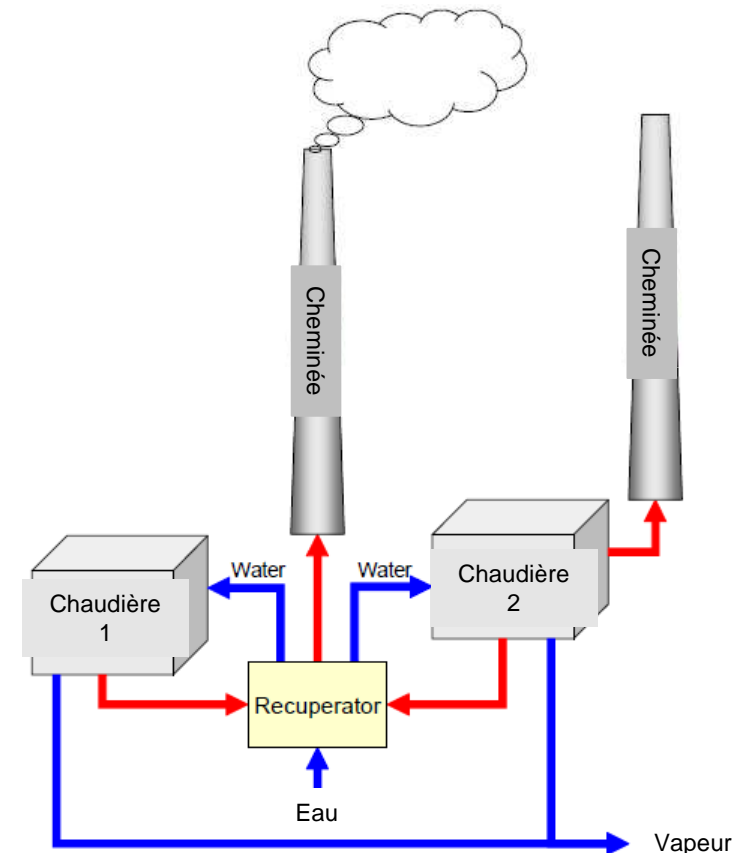 Cheminée
Cheminée
Water
Water
Chaudière
1
Chaudière
2
Recuperator
Eau
Vapeur